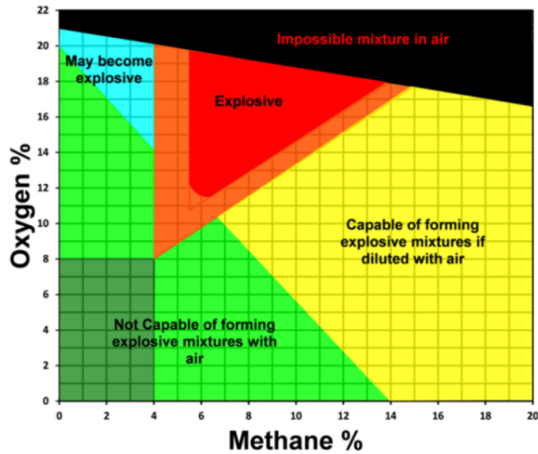 22
20
18
16
14
12
10
8
6
4
2
0
Oxygen %
Impossible mixture in air
May become
explosive
Explosive
Capable of forming
explosive mixtures if
diluted with air
Not Capable of forming
explosive mixtures with
air
0 2 4 6 8 10 12 14 16 18 20
Methane %